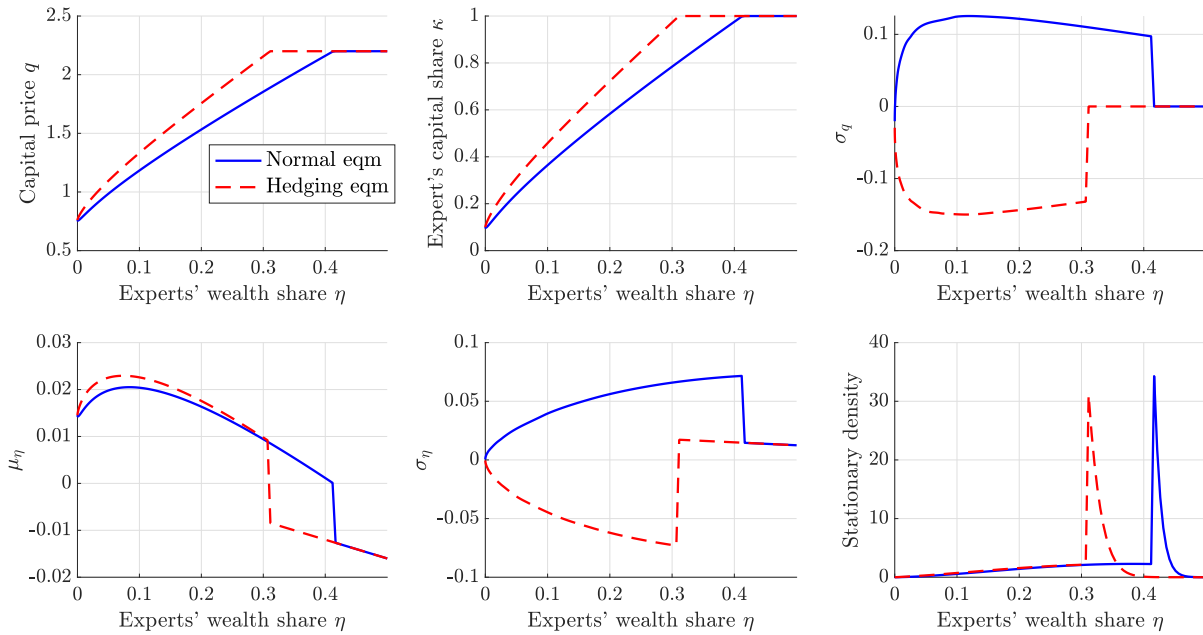 2.5
2
1.5
1
0.5
0 0.1 0.2 0.3 0.4
Capital price q
Experts' wealth share η
Normal eqm
Hedging eqm
1
0.8
0.6
0.4
0.2
0
0 0.1 0.2 0.3 0.4
Expert's capital share κ
Experts' wealth share η
0.1
0
-0.1
-0.2
0 0.1 0.2 0.3 0.4
σq
Experts' wealth share η
0.03
0.02
0.01
0
-0.01
-0.02
0 0.1 0.2 0.3 0.4
μη
Experts' wealth share η
0.1
0.05
0
-0.05
-0.1
0 0.1 0.2 0.3 0.4
ση
Experts' wealth share η
40
30
20
10
0
0 0.1 0.2 0.3 0.4
Stationary density
Experts' wealth share η